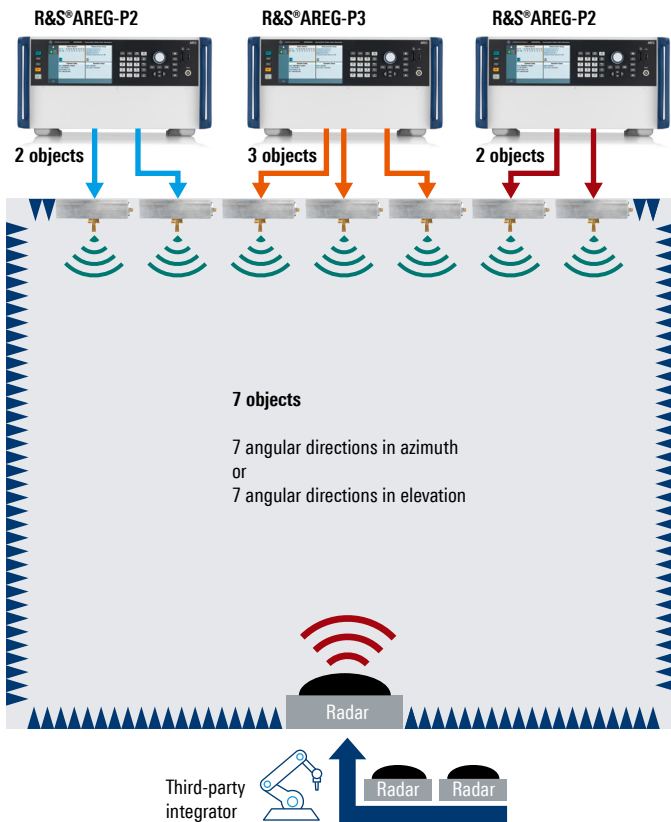 R&S®AREG-P2
R&S®AREG-P3
R&S®AREG-P2
2 objects
3 objects
2 objects
7 objects
7 angular directions in azimuth
or
7 angular directions in elevation
Radar
Third-party
integrator
Radar
Radar